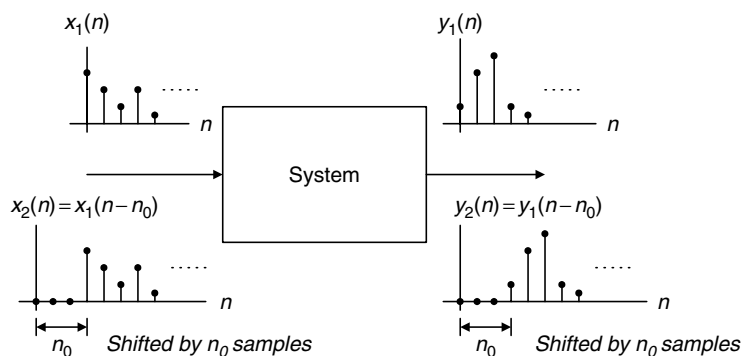 x₁(n)
y₁(n)
.....
.....
n
n
System
x₂(n) = x₁(n – n₀)
y₂(n) = y₁(n – n₀)
.....
.....
n
n
n₀ Shifted by n₀ samples
n₀ Shifted by n₀ samples